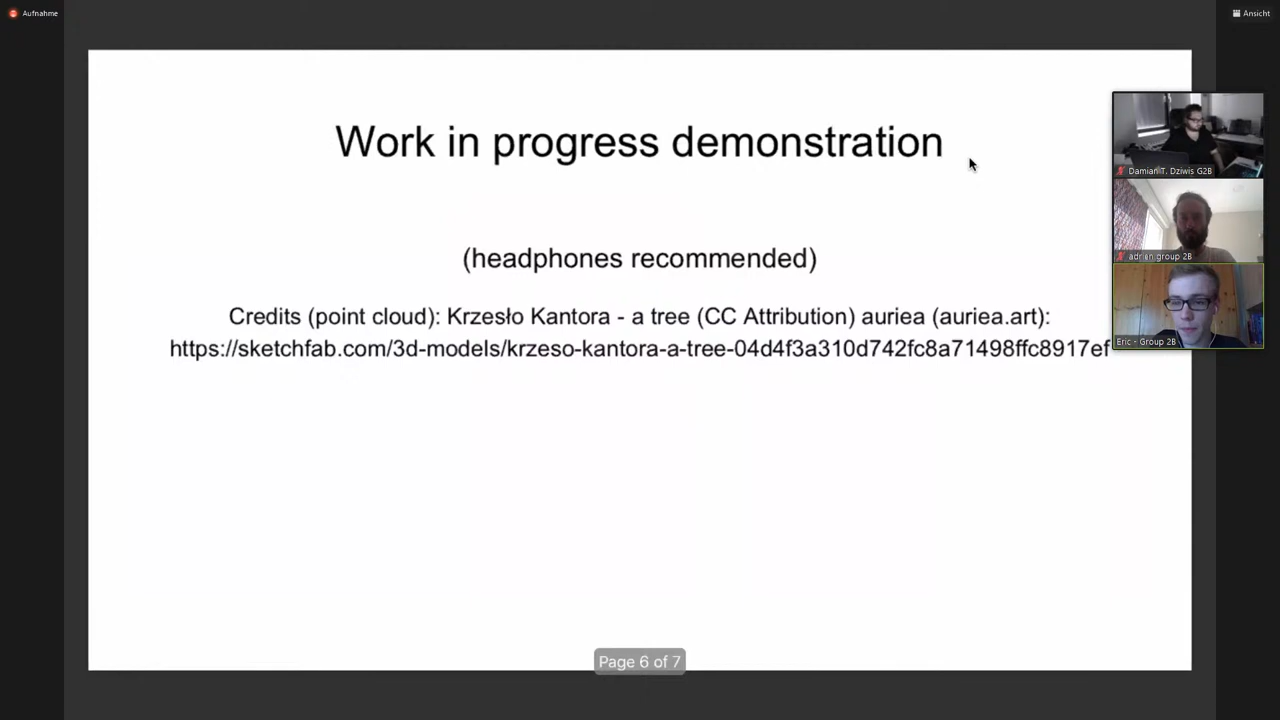 Aufnahme
Ansicht
Work in progress demonstration
(headphones recommended)
Credits (point cloud): Krzesło Kantora - a tree (CC Attribution) auriea (auriea.art):
https://sketchfab.com/3d-models/krzeso-kantora-a-tree-04d4f3a310d742fc8a71498ffc8917ef
Damian T. Dziwis G2B
adrien group 2B
Eric - Group 2B
Page 6 of 7